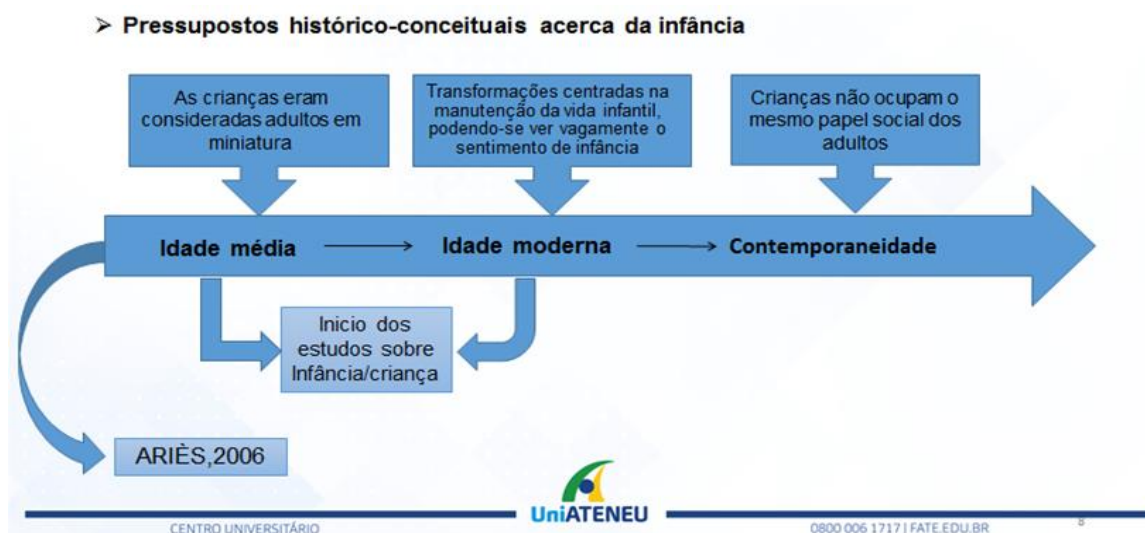 ➢ Pressupostos histórico-conceituais acerca da infância
As crianças eram
consideradas adultos em
miniatura
Transformações centradas na
manutenção da vida infantil,
podendo-se ver vagamente o
sentimento de infância
Crianças não ocupam o
mesmo papel social dos
adultos
Idade média
Idade moderna
Contemporaneidade
Inicio dos
estudos sobre
Infância/criança
ARIÈS,2006
UniATENEU
CENTRO UNIVERSITÁRIO
0800 006 1717 | FATE.EDU.BR
8